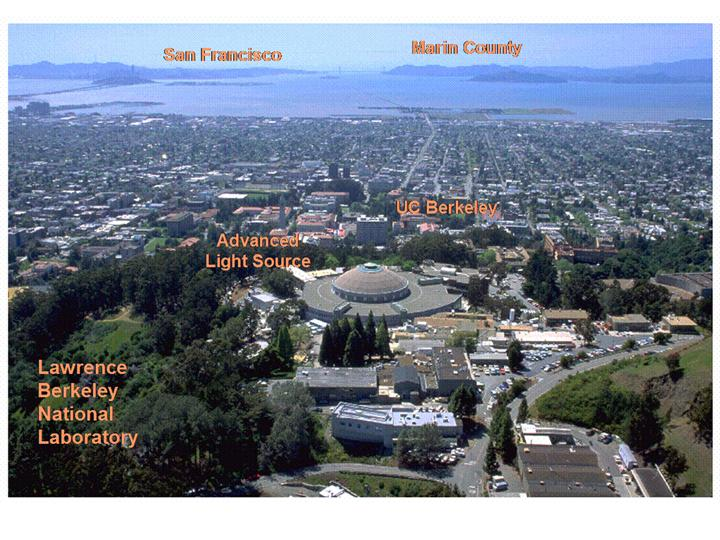 San Francisco
Marin County
UC Berkeley
Advanced
Light Source
Lawrence
Berkeley
National
Laboratory